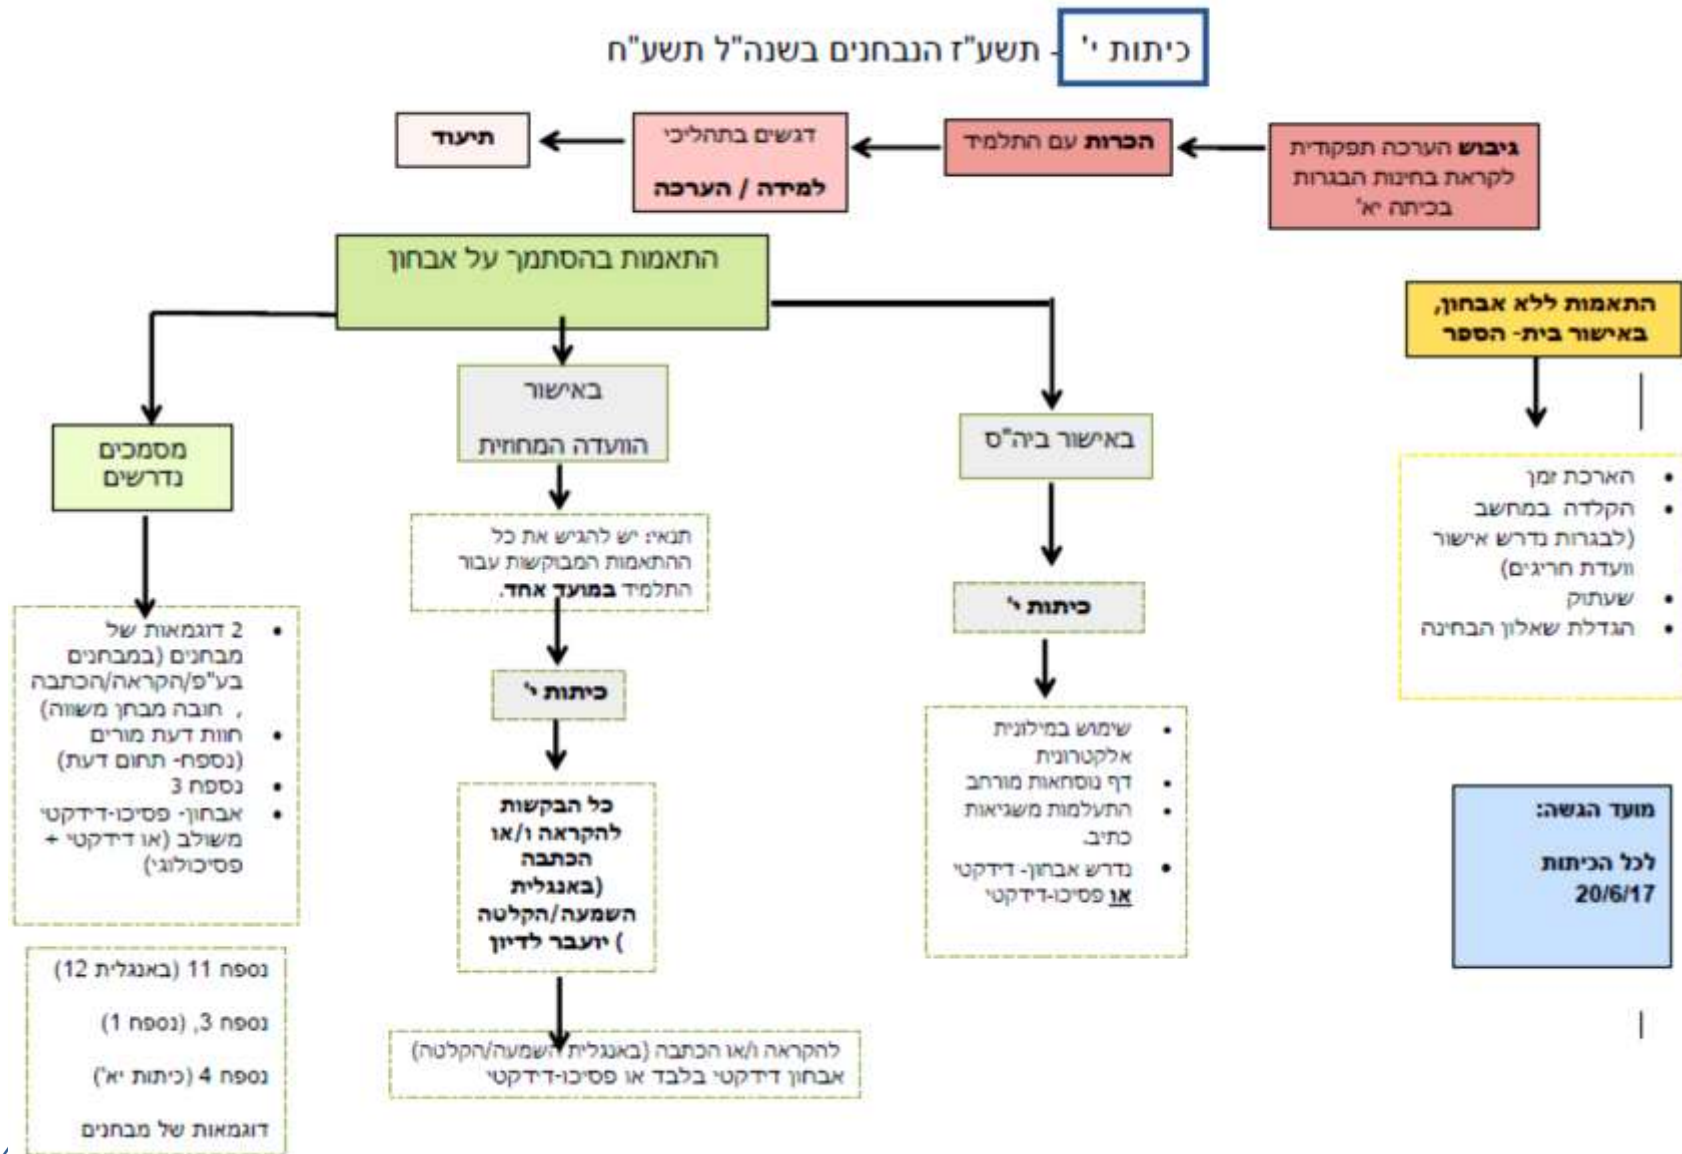 כיתות י' - תשע"ז הנבחנים בשנה"ל תשע"ח
גיבוש הערכה תפקודית
לקראת בחינות הבגרות
בכיתה יא'
הכרות עם התלמיד
דגשים בתהליכי
למידה / הערכה
תיעוד
התאמות ללא אבחון,
באישור בית- הספר
הארכת זמן
הקלדה במחשב
(לבגרות נדרש אישור
וועדת חריגים)
שעתוק
הגדלת שאלון הבחינה
מועד הגשה:
לכל הכיתות
20/6/17
התאמות בהסתמך על אבחון
באישור ביה"ס
כיתות י'
שימוש במילונית
אלקטרונית
דף נוסחאות מורחב
התעלמות משגיאות
כתיב.
נדרש אבחון- דידקטי
או פסיכו-דידקטי
באישור
הוועדה המחוזית
תנאי: יש להגיש את כל
ההתאמות המבוקשות עבור
התלמיד במועד אחד.
כיתות י'
כל הבקשות
להקראה ו/או
הכתבה
(באנגלית
השמעה/הקלטה
) יועבר לדיון
להקראה ו/או הכתבה (באנגלית השמעה/הקלטה)
אבחון דידקטי בלבד או פסיכו-דידקטי
מסמכים
נדרשים
2 דוגמאות של
מבחנים (במבחנים
בע"פ/הקראה/הכתבה
, חובה מבחן משווה)
חוות דעת מורים
(נספח- תחום דעת)
נספח 3
אבחון- פסיכו-דידקטי
משולב (או דידקטי +
פסיכולוגי)
נספח 11 (באנגלית 12)
נספח 3, (נספח 1)
נספח 4 (כיתות יא')
דוגמאות של מבחנים